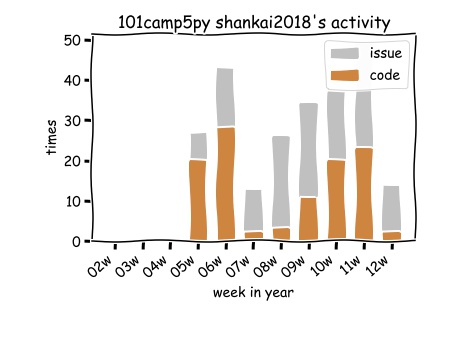 101camp5py shankai2018's activity
50
40
30
20
10
0
times
issue
code
02w 03w 04w 05w 06w 07w 08w 09w 10w 11w 12w
week in year